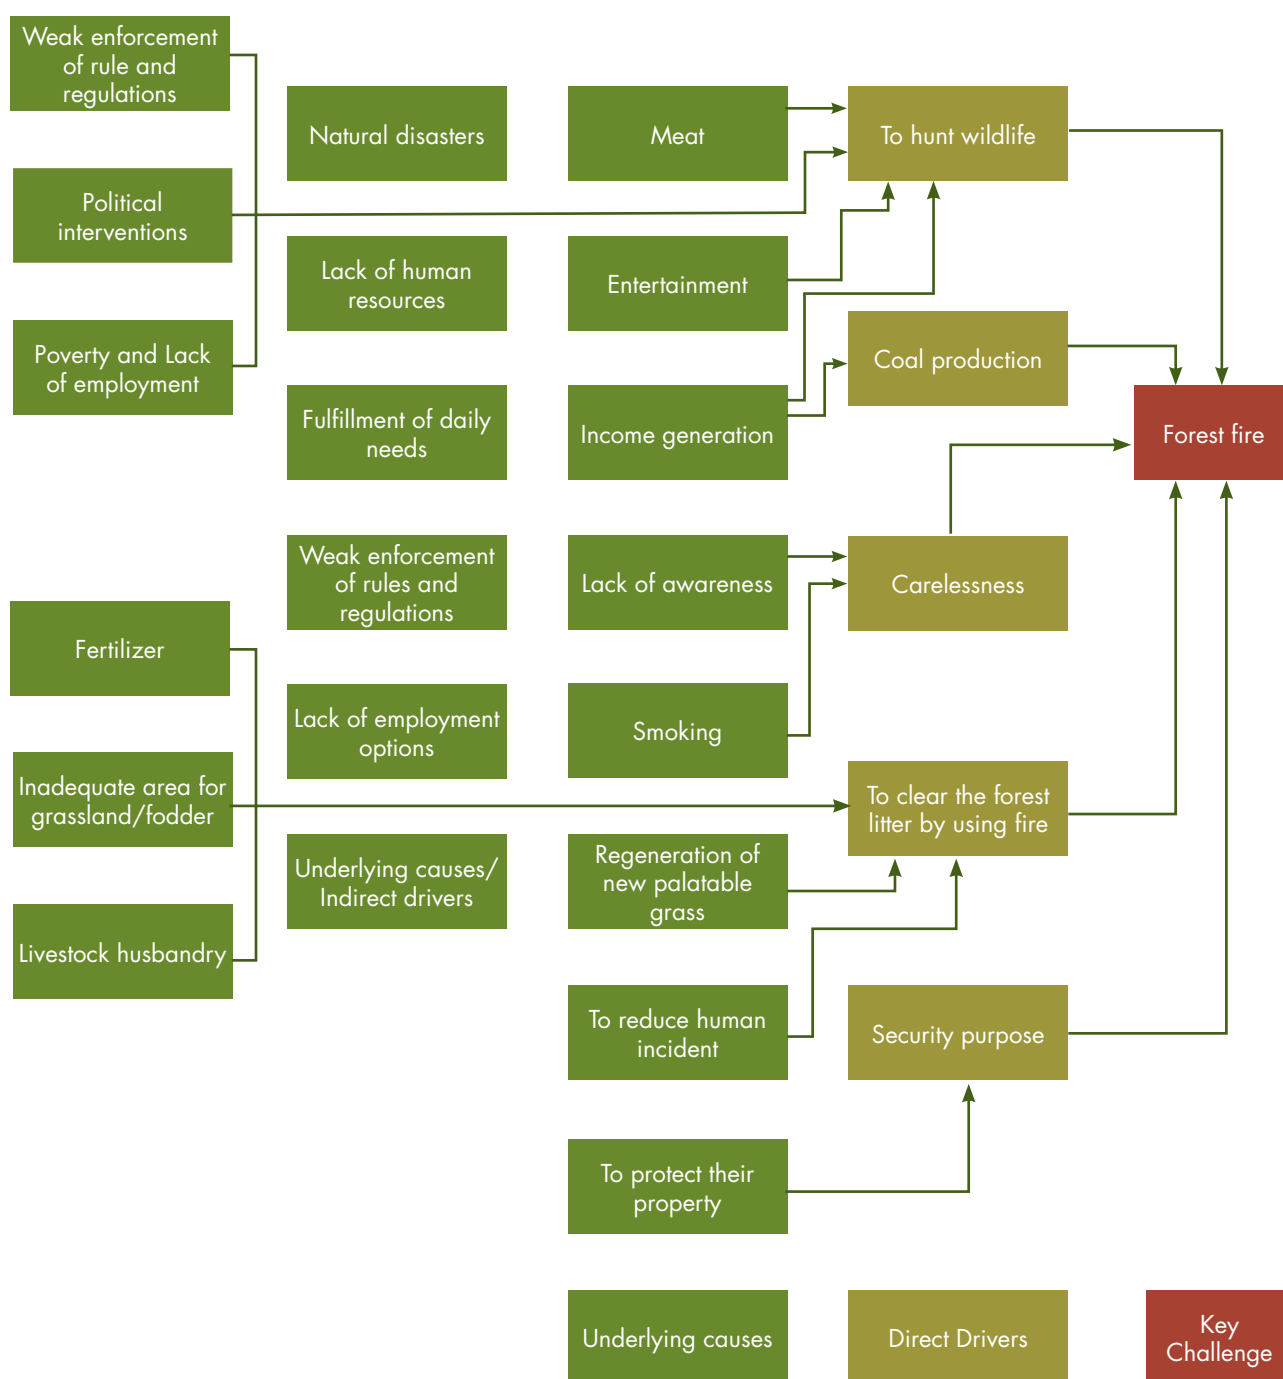 Weak enforcement
of rule and
regulations
Political
interventions
Poverty and Lack
of employment
Fertilizer
Inadequate area for
grassland/fodder
Livestock husbandry
Natural disasters
Lack of human
resources
Fulfillment of daily
needs
Weak enforcement
of rules and
regulations
Lack of employment
options
Underlying causes/
Indirect drivers
Meat
Entertainment
Income generation
Lack of awareness
Smoking
Regeneration of
new palatable
grass
To reduce human
incident
To protect their
property
To hunt wildlife
Coal production
Carelessness
To clear the forest
litter by using fire
Security purpose
Forest fire
Underlying causes
Direct Drivers
Key
Challenge